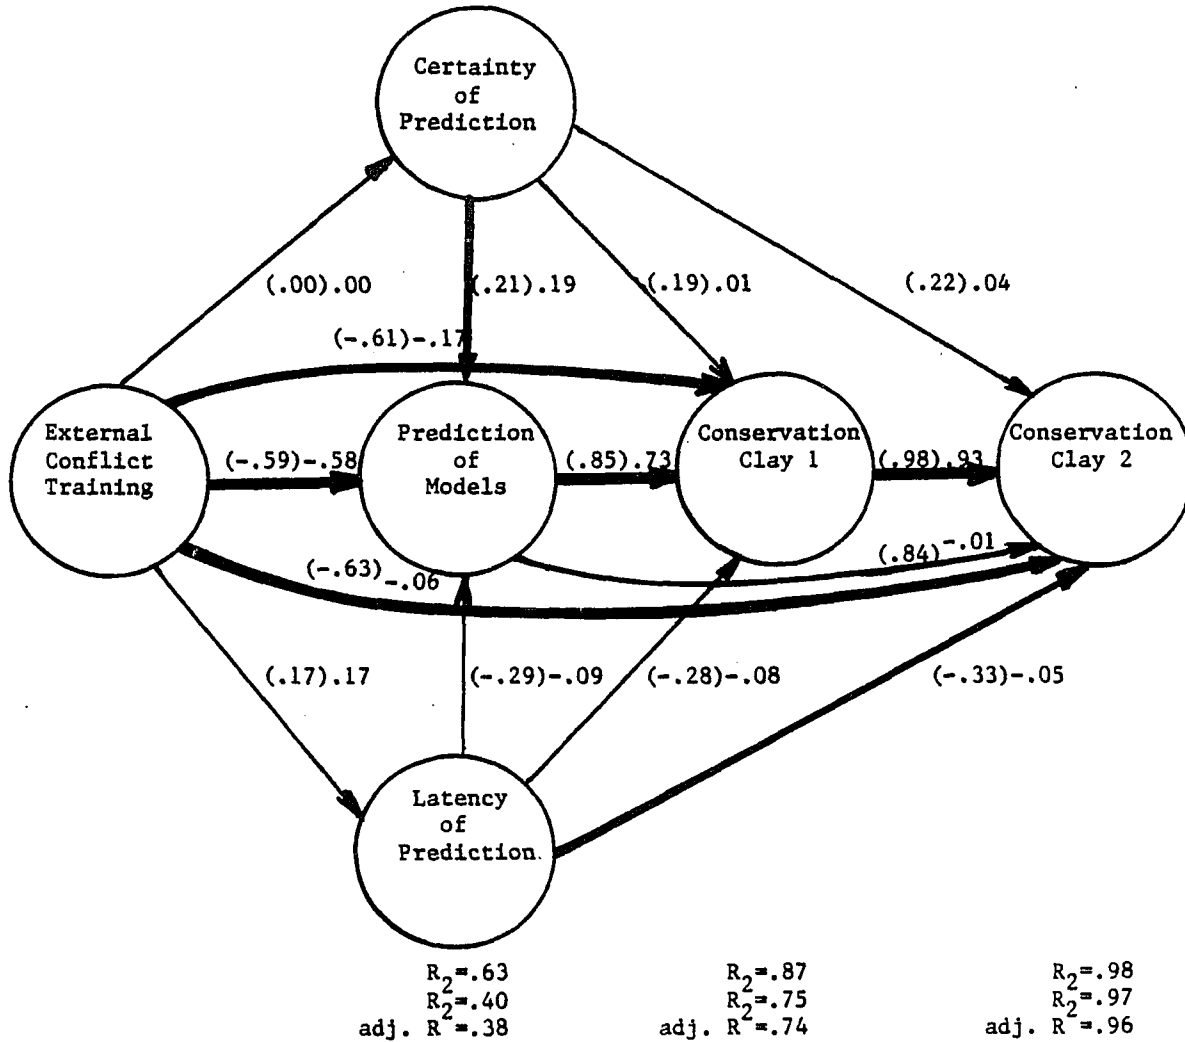 Certainty
of
Prediction
(.00).00
(.21).19
(.19).01
(.22).04
(-.61)-.17
External
Conflict
Training
Prediction
of
Models
Conservation
Clay 1
Conservation
Clay 2
(-.59)-.58
(.85).73
(.98).93
(-.63)-.06
(.84)-.01
(.17).17
(-.29)-.09
(-.28)-.08
(-.33)-.05
Latency
of
Prediction
R =.63
R2=.40
adj. R2=.38
R =.87
R2=.75
adj. R2=.74
R =.98
R2=.97
adj. R2=.96